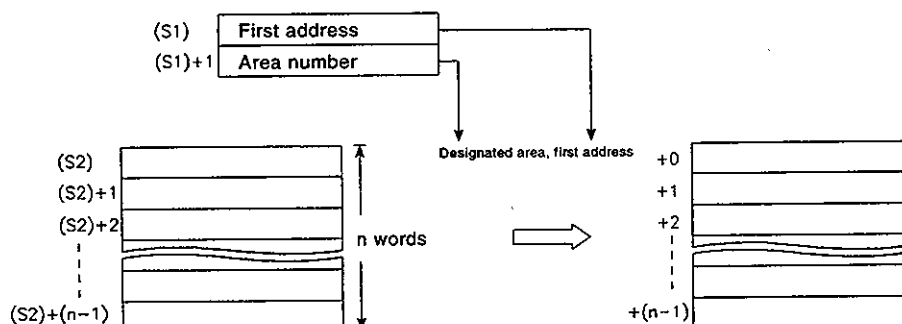 (S1) First address
(S1)+1 Area number
Designated area, first address
(S2)
(S2)+1
(S2)+2
(S2)+(n-1)
n words
+0
+1
+2
+(n-1)